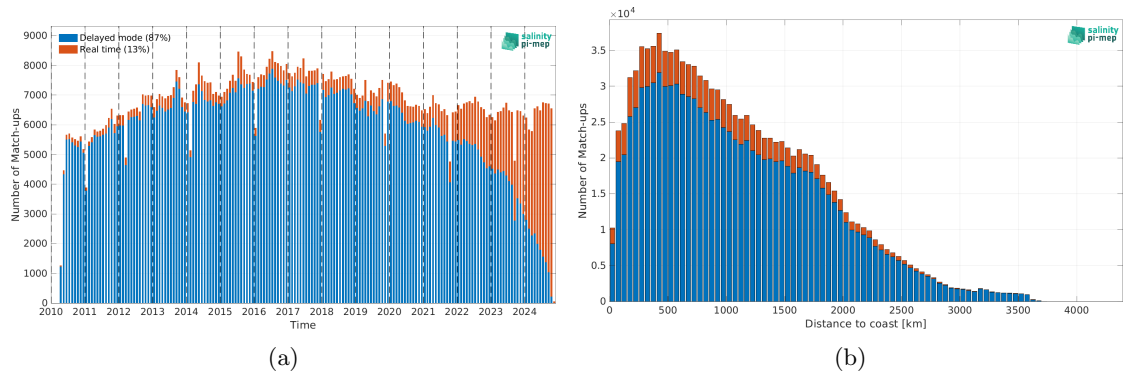 9000
8000
7000
6000
5000
4000
3000
2000
1000
0
Number of Match-ups
Delayed mode (87%)
Real time (13%)
salinity
pi-mep
2010 2011 2012 2013 2014 2015 2016 2017 2018 2019 2020 2021 2022 2023 2024
Time
(a)
×10⁴
3.5
3
2.5
2
1.5
1
0.5
0
Number of Match-ups
salinity
pi-mep
0 500 1000 1500 2000 2500 3000 3500 4000
Distance to coast [km]
(b)